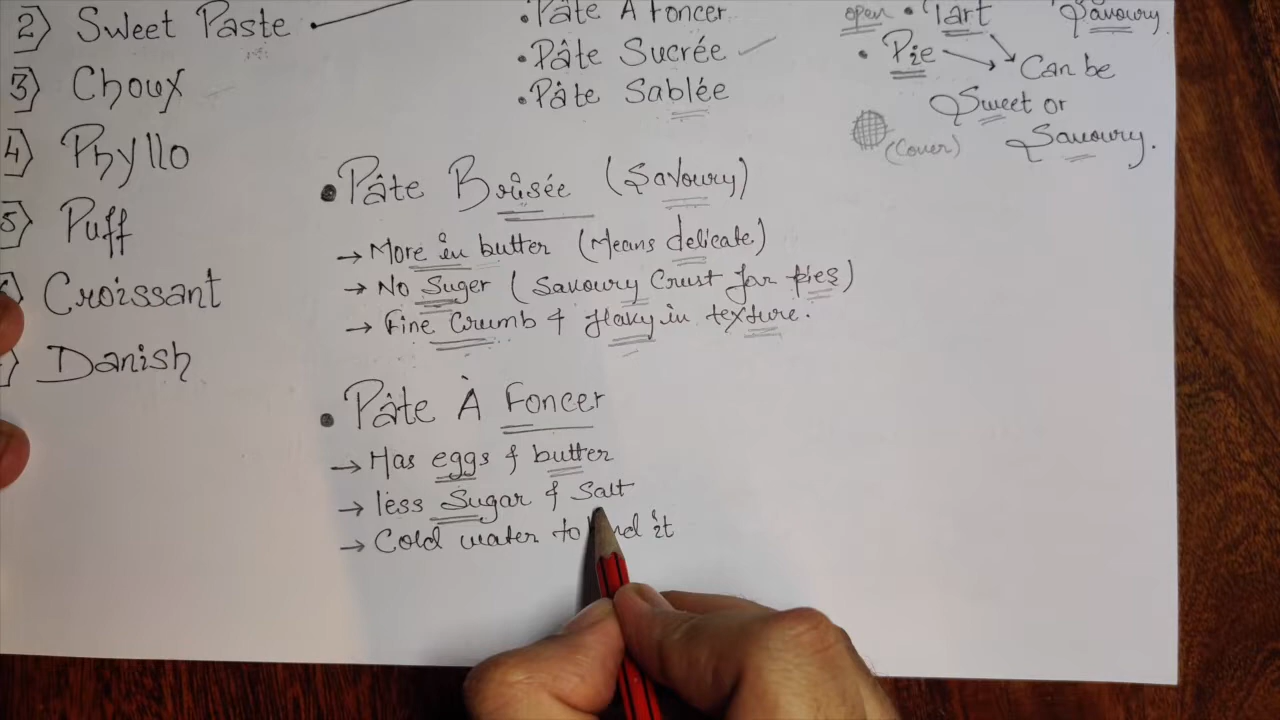 2) Sweet Paste
3) Choux
4) Phyllo
5) Puff
Croissant
Danish
• Pâte À Foncer
• Pâte Sucrée
• Pâte Sablée
open • Tart
Savoury
• Pie
Can be
Sweet or
Savoury.
(Cover)
• Pâte Brûsée (Savoury)
→ More in butter (Means delicate)
→ No Suger (Savoury Crust for pies)
→ Fine Crumb & flaky in texture.
• Pâte À Foncer
→ Has eggs & butter
→ less Sugar & Salt
→ Cold water to it